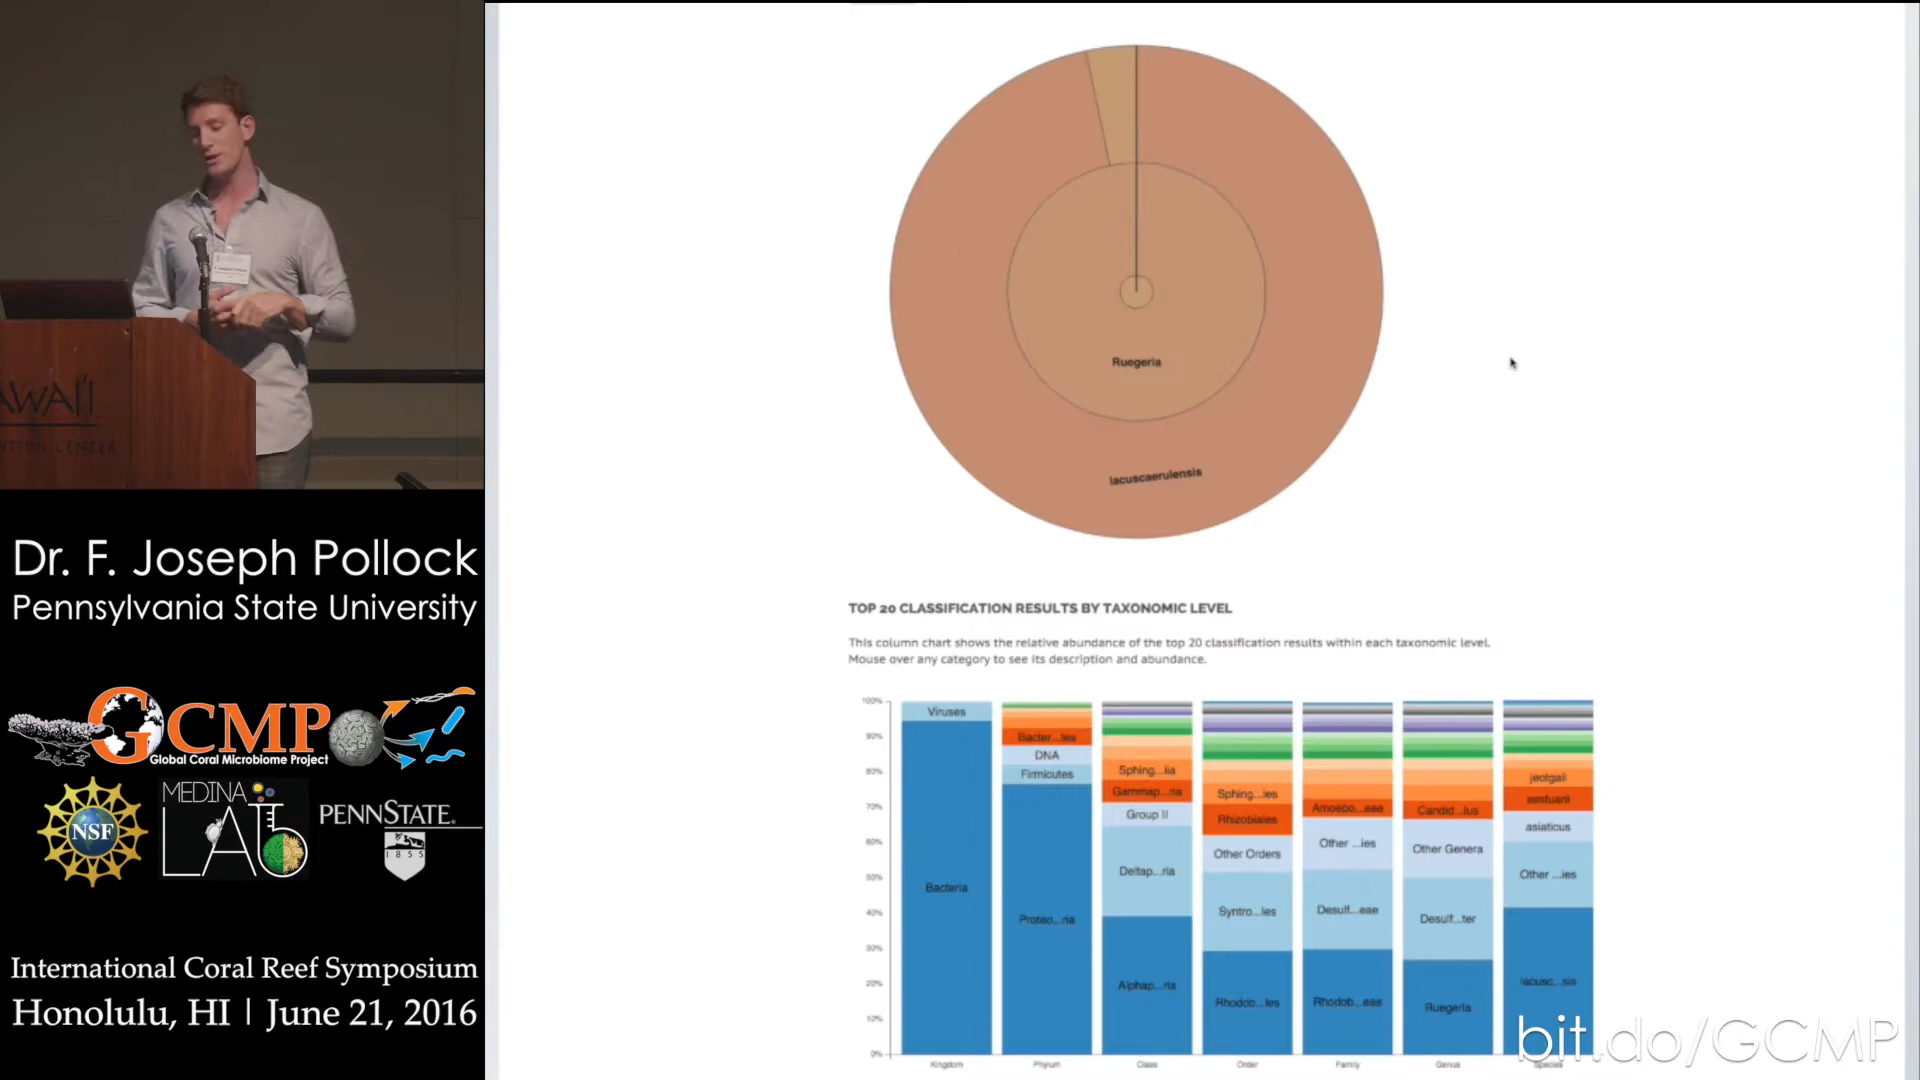 AWAI'I
Dr. F. Joseph Pollock
Pennsylvania State University
GCMP
Global Coral Microbiome Project
NSF
MEDINA
LAb
PENNSTATE
1855
International Coral Reef Symposium
Honolulu, HI | June 21, 2016
Ruegeria
lacuscaerulensis
TOP 20 CLASSIFICATION RESULTS BY TAXONOMIC LEVEL
This column chart shows the relative abundance of the top 20 classification results within each taxonomic level.
Mouse over any category to see its description and abundance.
100%
90%
80%
70%
60%
50%
40%
30%
20%
10%
0%
Viruses
Bacteria
Bacter...tes
DNA
Firmicutes
Proteo...ria
Sphing...iia
Gammap...ria
Group II
Deltap...ria
Alphap...ria
Sphing...les
Rhizobiales
Other Orders
Syntro...les
Rhodob...les
Amoebo...eae
Other ...ies
Desulf...eae
Rhodob...eae
Candid...lus
Other Genera
Desulf...ter
Ruegeria
jeotgali
aestuarii
asiaticus
Other ...ies
lacusc...sis
Kingdom
Phylum
Class
Order
Family
Genus
Species
bit.do/GCMP